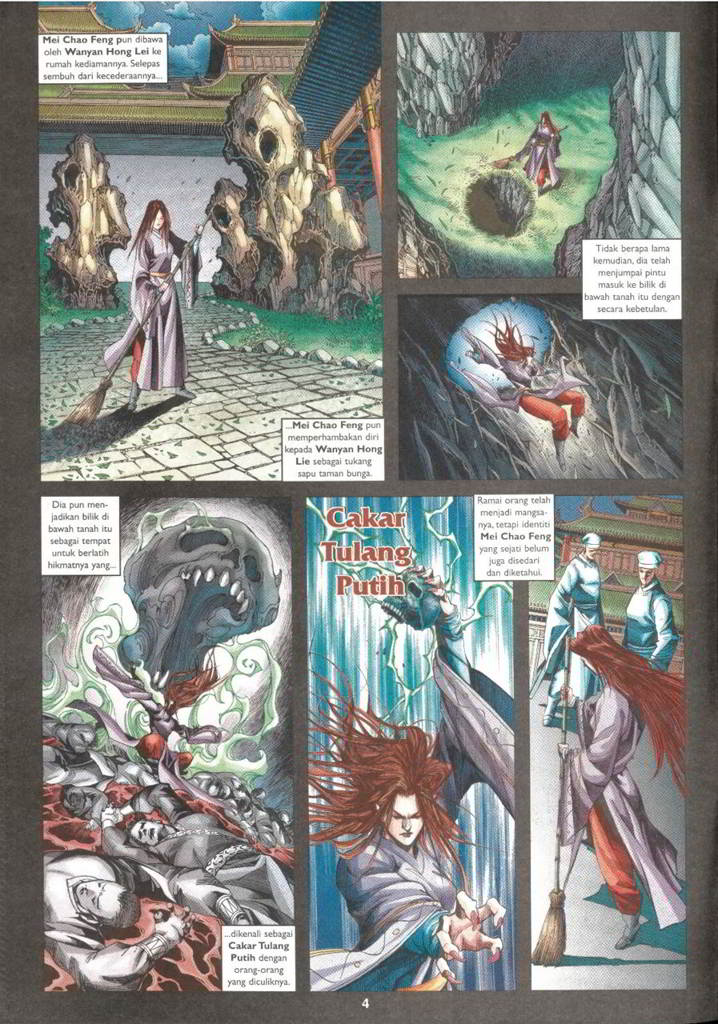 Mei Chao Feng pun dibawa
oleh Wanyan Hong Lei ke
rumah kediamannya. Selepas
sembuh dari kecederaannya...
...Mei Chao Feng pun
memperhambakan diri
kepada Wanyan Hong
Lie sebagai tukang
sapu taman bunga.
Tidak berapa lama
kemudian, dia telah
menjumpai pintu
masuk ke bilik di
bawah tanah itu dengan
secara kebetulan.
Dia pun men-
jadikan bilik di
bawah tanah itu
sebagai tempat
untuk berlatih
hikmatnya yang...
...dikenali sebagai
Cakar Tulang
Putih dengan
orang-orang
yang diculiknya.
Cakar
Tulang
Putih
Ramai orang telah
menjadi mangsa-
nya, tetapi identiti
Mei Chao Feng
yang sejati belum
juga disedari
dan diketahui.
4